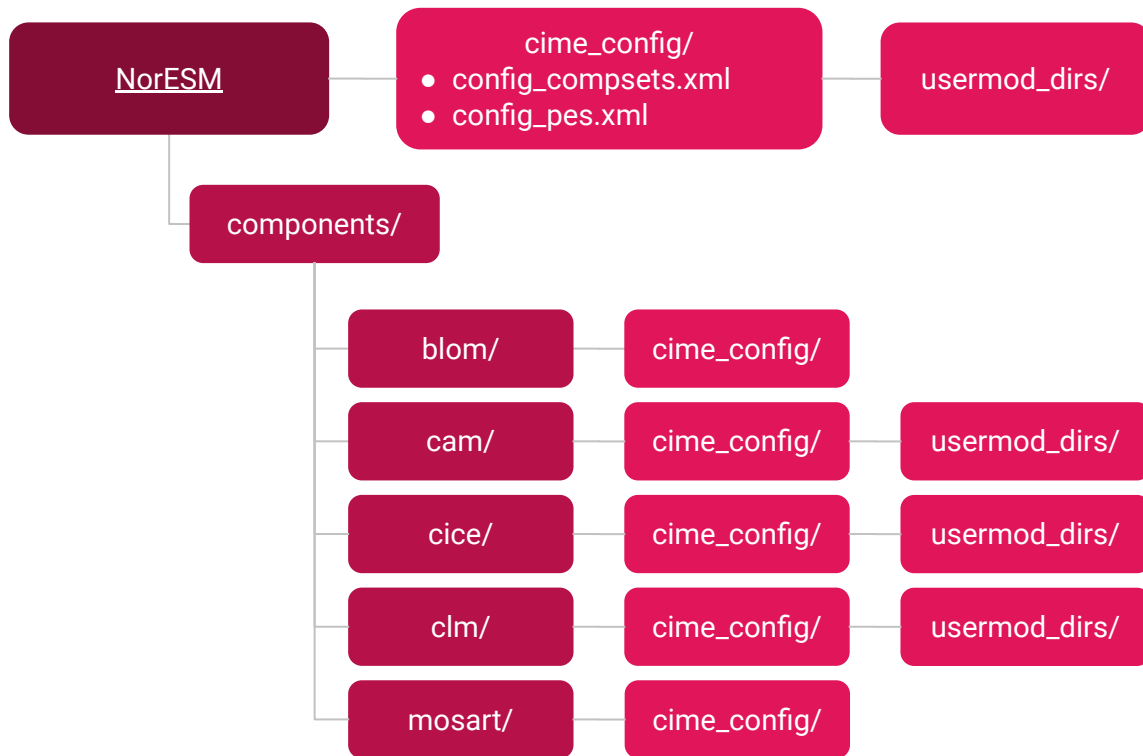 NorESM
cime_config/
● config_compsets.xml
● config_pes.xml
usermod_dirs/
components/
blom/
cime_config/
cam/
cime_config/
usermod_dirs/
cice/
cime_config/
usermod_dirs/
clm/
cime_config/
usermod_dirs/
mosart/
cime_config/